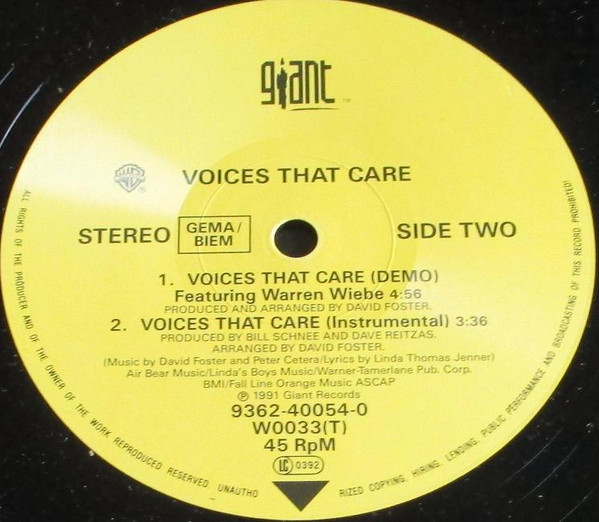 giant
VOICES THAT CARE
STEREO GEMA/ BIEM SIDE TWO
1. VOICES THAT CARE (DEMO)
Featuring Warren Wiebe 4:56
PRODUCED AND ARRANGED BY DAVID FOSTER.
2. VOICES THAT CARE (Instrumental) 3:36
PRODUCED BY BILL SCHNEE AND DAVE REITZAS.
ARRANGED BY DAVID FOSTER.
(Music by David Foster and Peter Cetera/Lyrics by Linda Thomas Jenner)
Air Bear Music/Linda's Boys Music/Warner-Tamerlane Pub. Corp.
BMI/Fall Line Orange Music ASCAP
℗ 1991 Giant Records
9362-40054-0
W0033(T)
45 RpM
LC 0392
ALL RIGHTS OF THE PRODUCER AND OF THE OWNER OF THE WORK REPRODUCED RESERVED UNAUTHO RIZED COPYING, HIRING, LENDING, PUBLIC PERFORMANCE AND BROADCASTING OF THIS RECORD PROHIBITED!